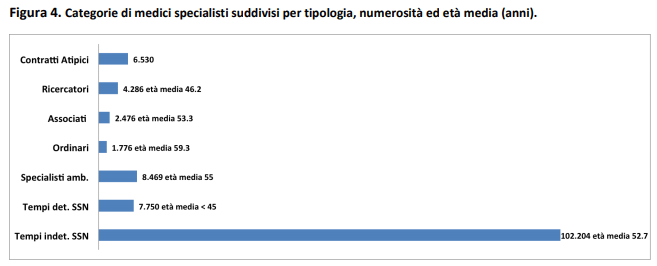 Figura 4. Categorie di medici specialisti suddivisi per tipologia, numerosità ed età media (anni).
Contratti Atipici 6.530
Ricercatori 4.286 età media 46.2
Associati 2.476 età media 53.3
Ordinari 1.776 età media 59.3
Specialisti amb. 8.469 età media 55
Tempi det. SSN 7.750 età media < 45
Tempi indet. SSN 102.204 età media 52.7